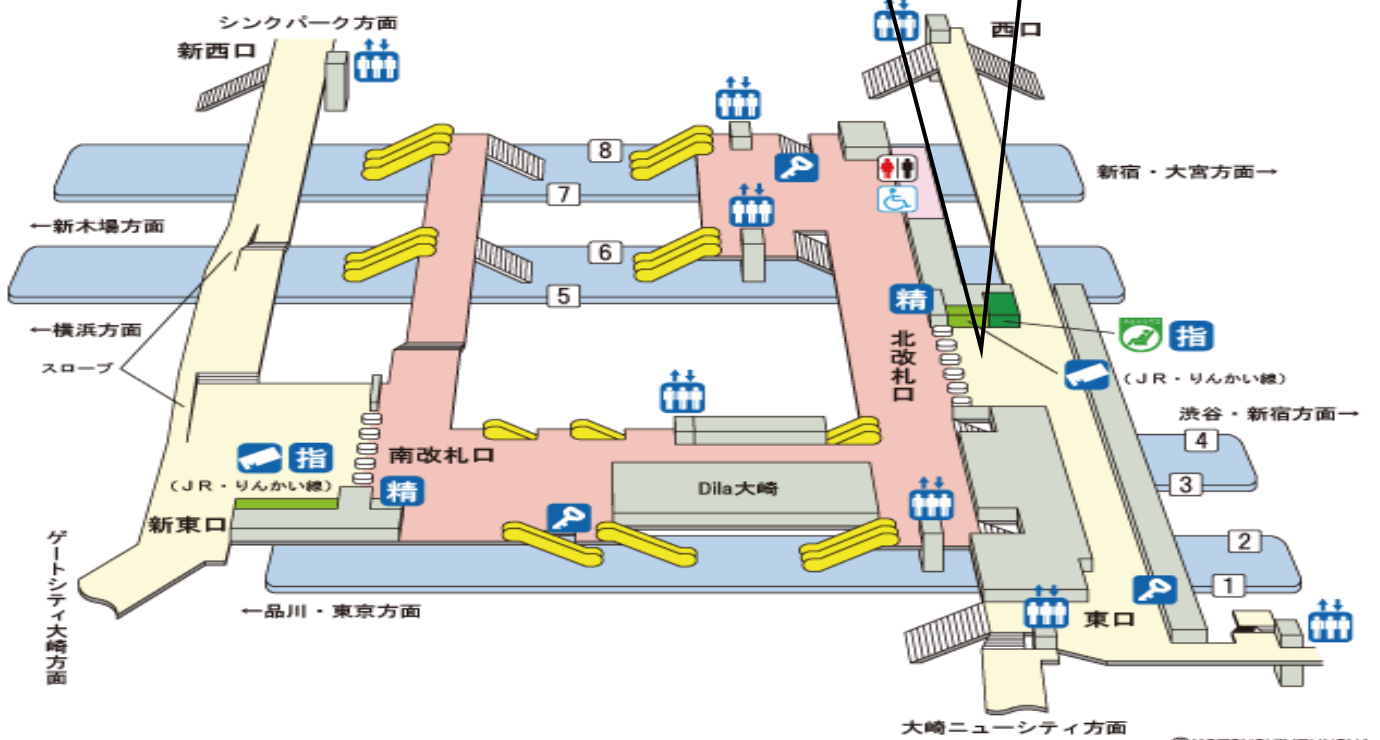 シンクパーク方面
新西口
西口
8
7
新宿・大宮方面→
←新木場方面
6
5
精
←横浜方面
スローブ
北改札口
指
(JR・りんかい線)
渋谷・新宿方面→
4
3
南改札口
指
(JR・りんかい線)
精
Dila大崎
新東口
ゲートシティ大崎方面
2
1
←品川・東京方面
東口
大崎ニューシティ方面